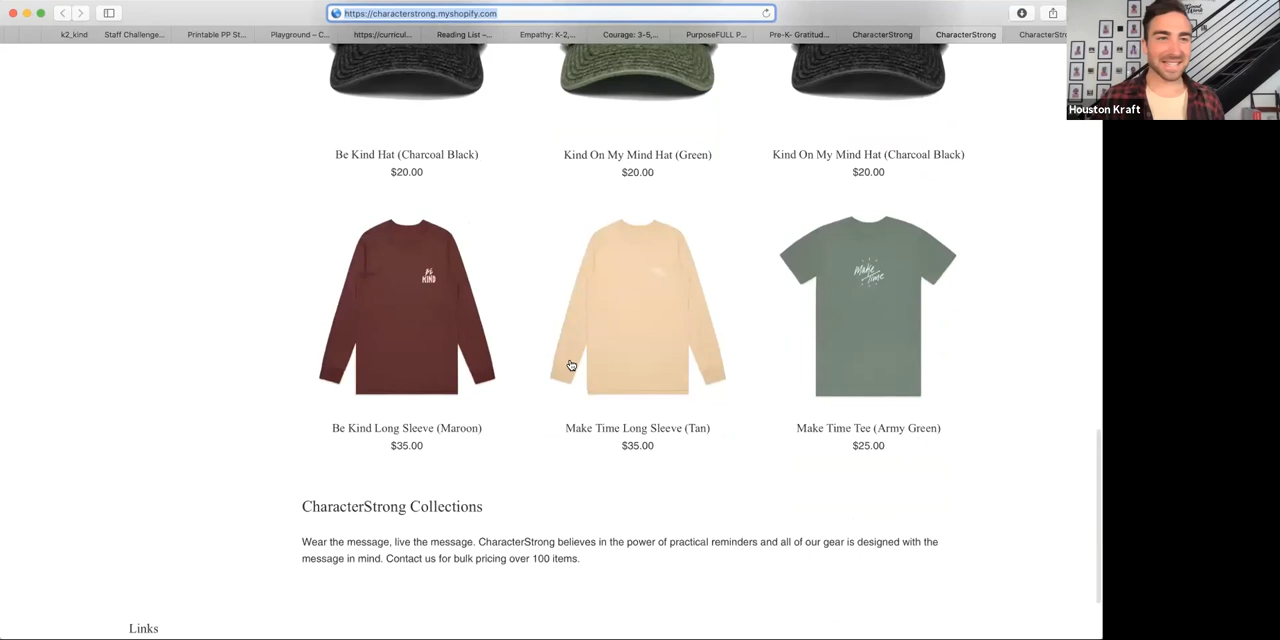 https://characterstrong.myshopify.com
k2_kind
Staff Challenge...
Printable PP St...
Playground – C...
https://curricul...
Reading List –...
Empathy: K-2,...
Courage: 3-5,...
PurposeFULL P...
Pre-K- Gratitud...
CharacterStrong
CharacterStrong
CharacterStr
Houston Kraft
Be Kind Hat (Charcoal Black)
$20.00
Kind On My Mind Hat (Green)
$20.00
Kind On My Mind Hat (Charcoal Black)
$20.00
BE
KIND
Make
Time
Be Kind Long Sleeve (Maroon)
$35.00
Make Time Long Sleeve (Tan)
$35.00
Make Time Tee (Army Green)
$25.00
CharacterStrong Collections
Wear the message, live the message. CharacterStrong believes in the power of practical reminders and all of our gear is designed with the
message in mind. Contact us for bulk pricing over 100 items.
Links